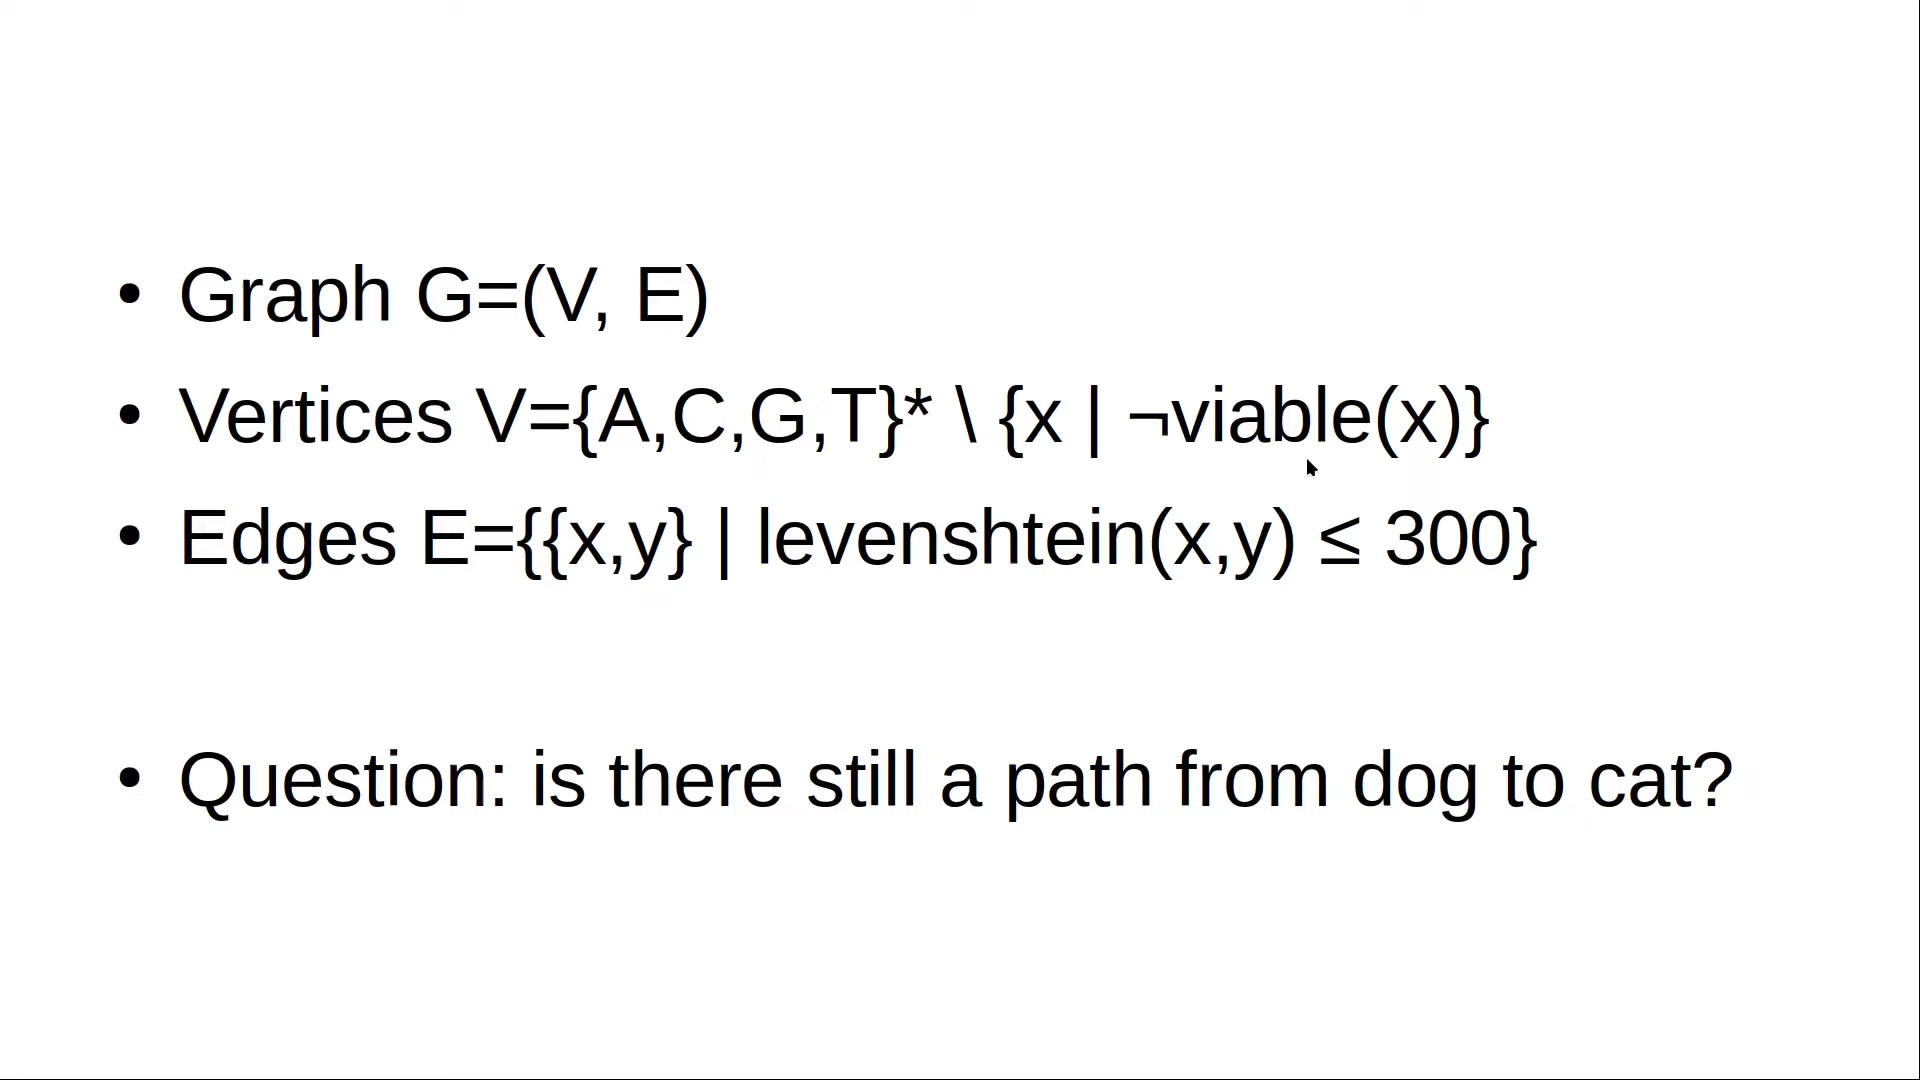 • Graph G=(V, E)
• Vertices V={A,C,G,T}* \ {x | ¬viable(x)}
• Edges E={{x,y} | levenshtein(x,y) ≤ 300}
• Question: is there still a path from dog to cat?